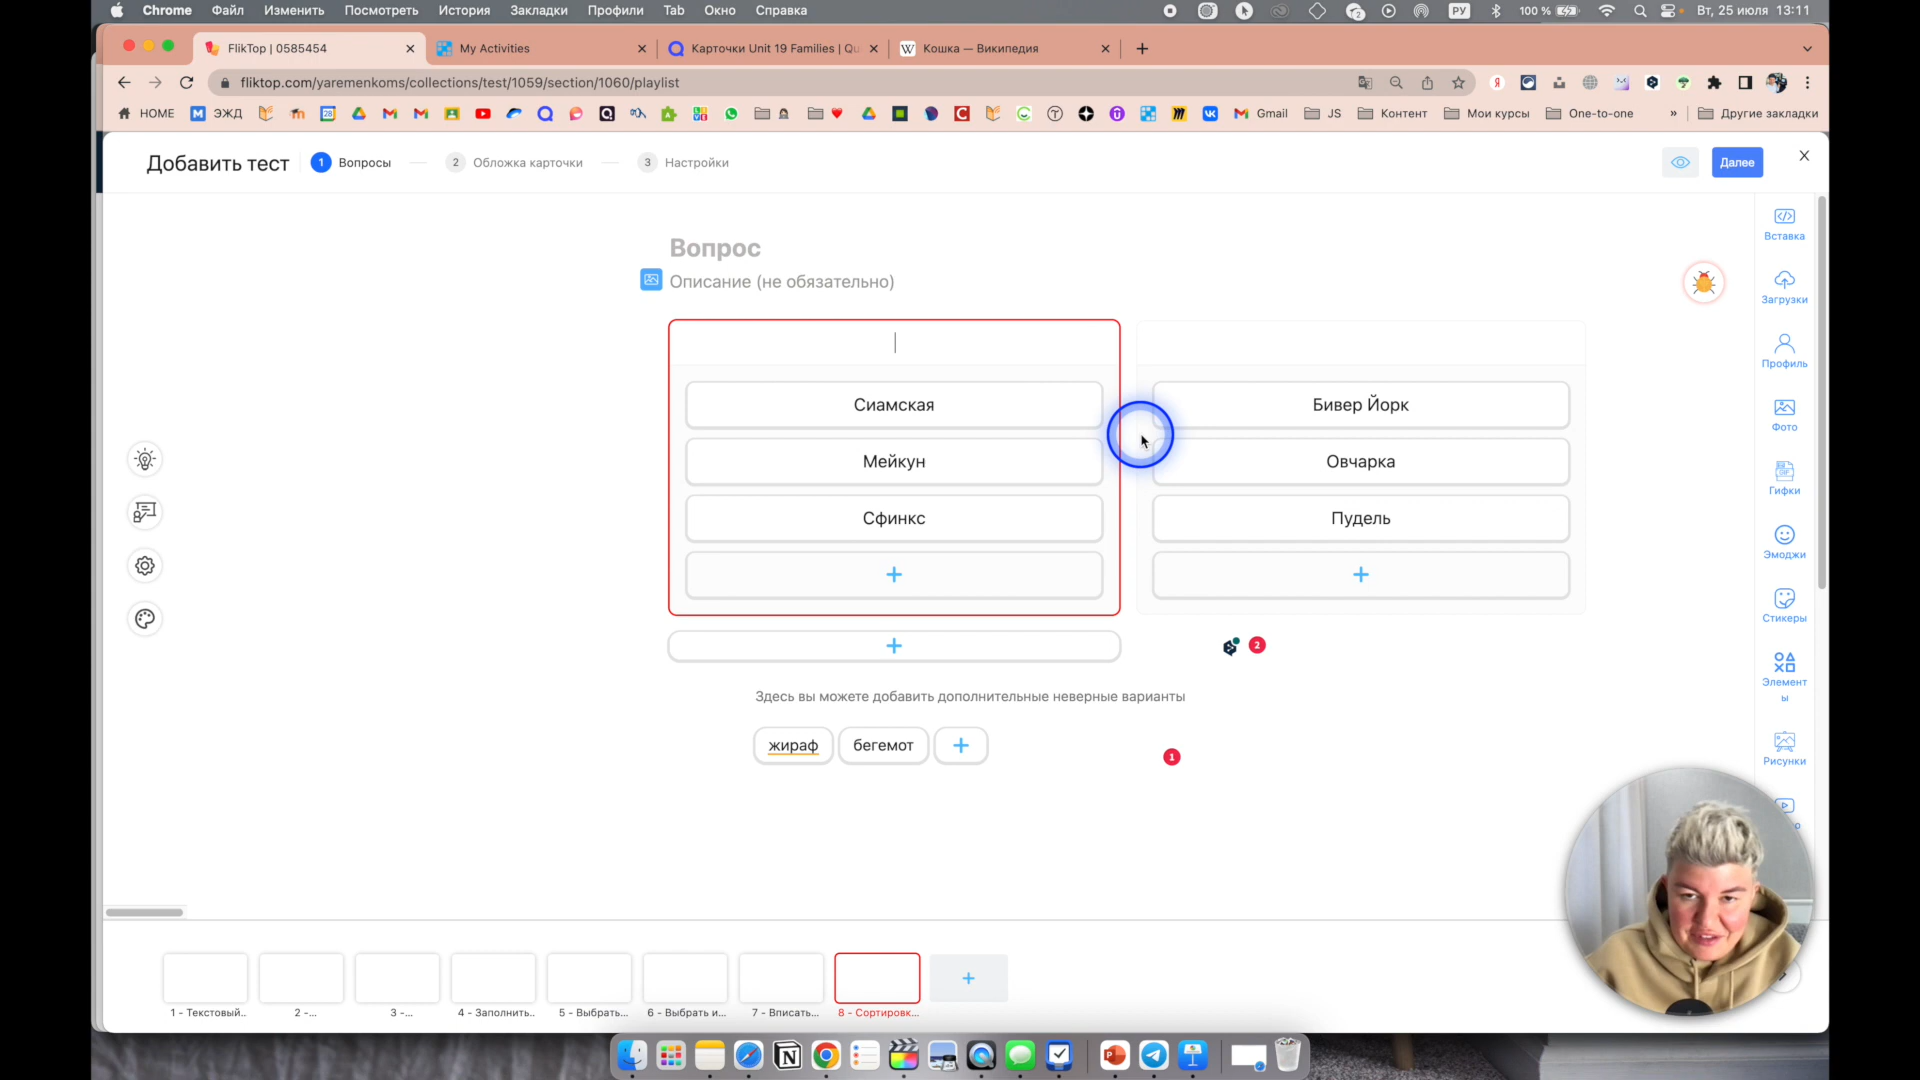 Chrome Файл Изменить Посмотреть История Закладки Профили Tab Окно Справка 2 РУ 100 % Вт, 25 июля 13:11
FlikTop | 0585454 My Activities Карточки Unit 19 Families | Qu W Кошка — Википедия
fliktop.com/yaremenkoms/collections/test/1059/section/1060/playlist
HOME ЭЖД 28 Gmail JS Контент Мои курсы One-to-one » Другие закладки
Добавить тест 1 Вопросы 2 Обложка карточки 3 Настройки Далее
Вставка
Вопрос
Описание (не обязательно)
Загрузки
Профиль
Сиамская Бивер Йорк
Фото
Мейкун Овчарка
Гифки
Сфинкс Пудель
Эмоджи
Стикеры
2
Элемент
ы
Здесь вы можете добавить дополнительные неверные варианты
жираф бегемот
1
Рисунки
1 - Текстовый.. 2 -... 3 -... 4 - Заполнить.. 5 - Выбрать... 6 - Выбрать и... 7 - Вписать... 8 - Сортировк...